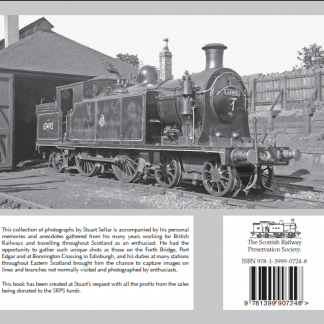 67492
67492
This collection of photographs by Stuart Sellar is accompanied by his personal
memories and anecdotes gathered from his many years working for British
Railways and travelling throughout Scotland as an enthusiast. He had the
opportunity to gather such unique shots as those on the Forth Bridge, Port
Edgar and at Bonnington Crossing in Edinburgh, and his duties at many stations
throughout Eastern Scotland brought him the chance to capture images on
lines and branches not normally visited and photographed by enthusiasts.
This book has been created at Stuart's request with all the profits from the sales
being donated to the SRPS funds.
The Scottish Railway
Preservation Society.
ISBN 978-1-3999-0724-8
9 781399 907248 >